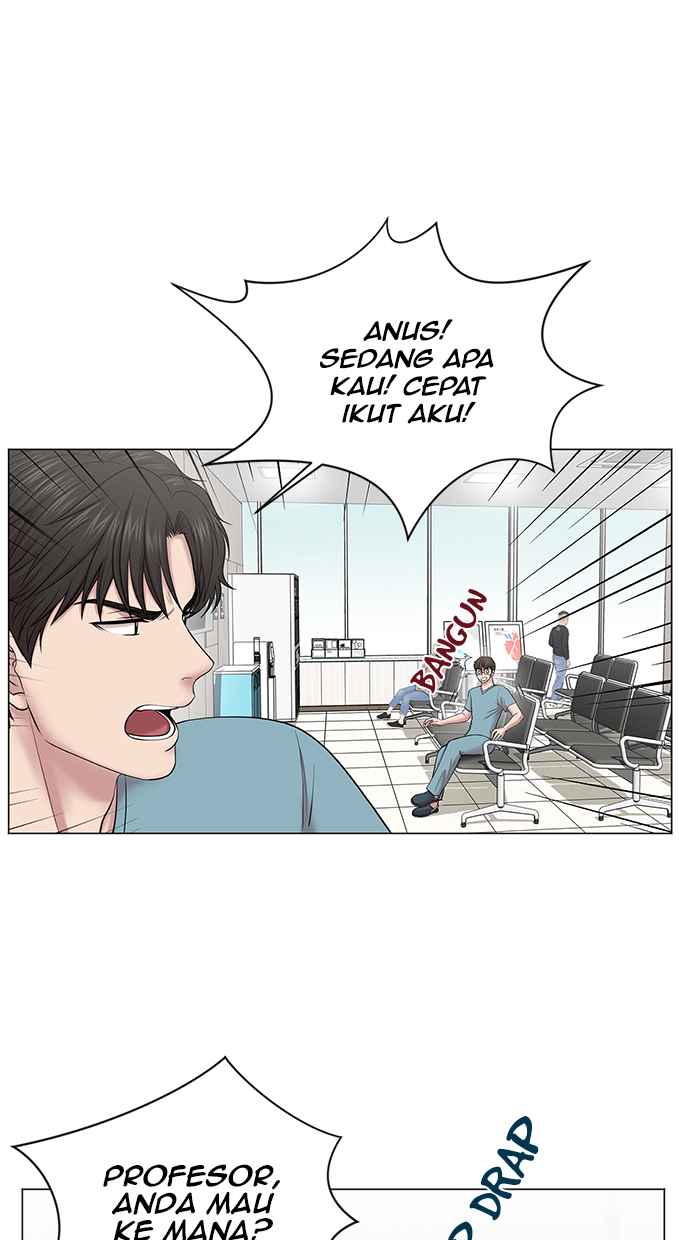 ANUS!
SEDANG APA
KAU! CEPAT
IKUT AKU!
BANGUN
PROFESOR,
ANDA MAU
KE MANA?
DRAP